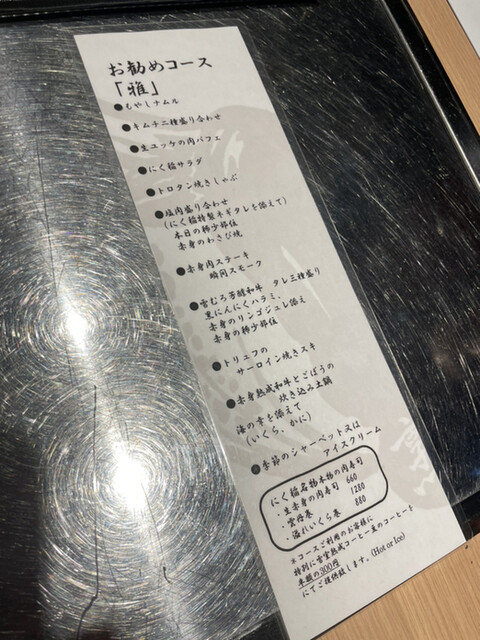 お勧めコース
「雅」
●もやしナムル
●キムチ二種盛り合わせ
●生ユッケの肉パフェ
●にく稲サラダ
●トロタン焼きしゃぶ
●塩肉盛り合わせ
(にく稲特製ネギタレを添えて)
本日の稀少部位
赤身のわさび焼
●赤身肉ステーキ
瞬間スモーク
●雪むろ芳醇和牛 タレ三種盛り
黒にんにくハラミ、
赤身のリンゴジュレ添え
赤身の稀少部位
●トリュフの
サーロイン焼きスキ
●赤身熟成和牛とごぼうの
炊き込み土鍋
海の幸を添えて
(いくら、かに)
●季節のシャーベット又は
アイスクリーム
にく稲名物本格の肉寿司
・生赤身の肉寿司 660
・雲丹巻 1280
・溢れいくら巻 880
※コースご利用のお客様に
特別に雪室熟成コーヒー豆のコーヒーを
半額の300円
にてご提供致します。(Hot or Ice)